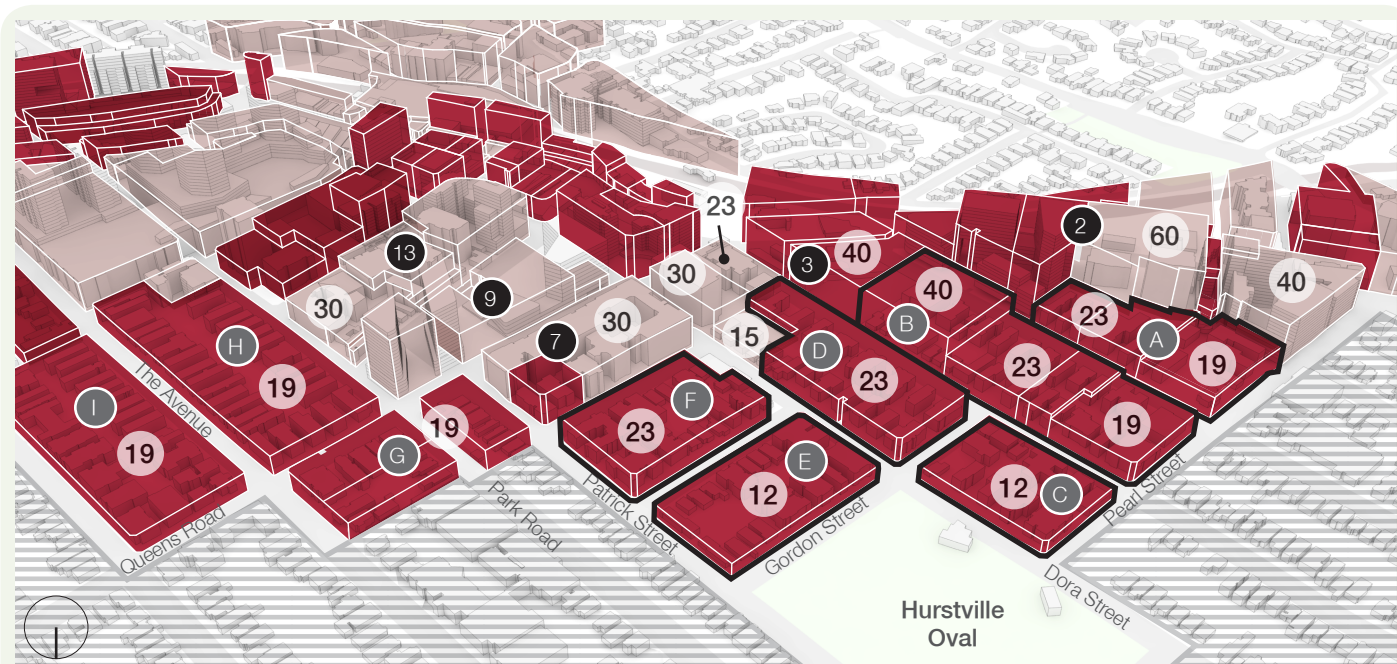 23
2
60
13
3
40
30
40
40
9
30
30
23
B
A
7
15
D
23
19
H
23
The Avenue
19
F
19
I
19
23
G
E
19
12
12
C
Patrick Street
Park Road
Queens Road
Gordon Street
Pearl Street
Dora Street
Hurstville
Oval